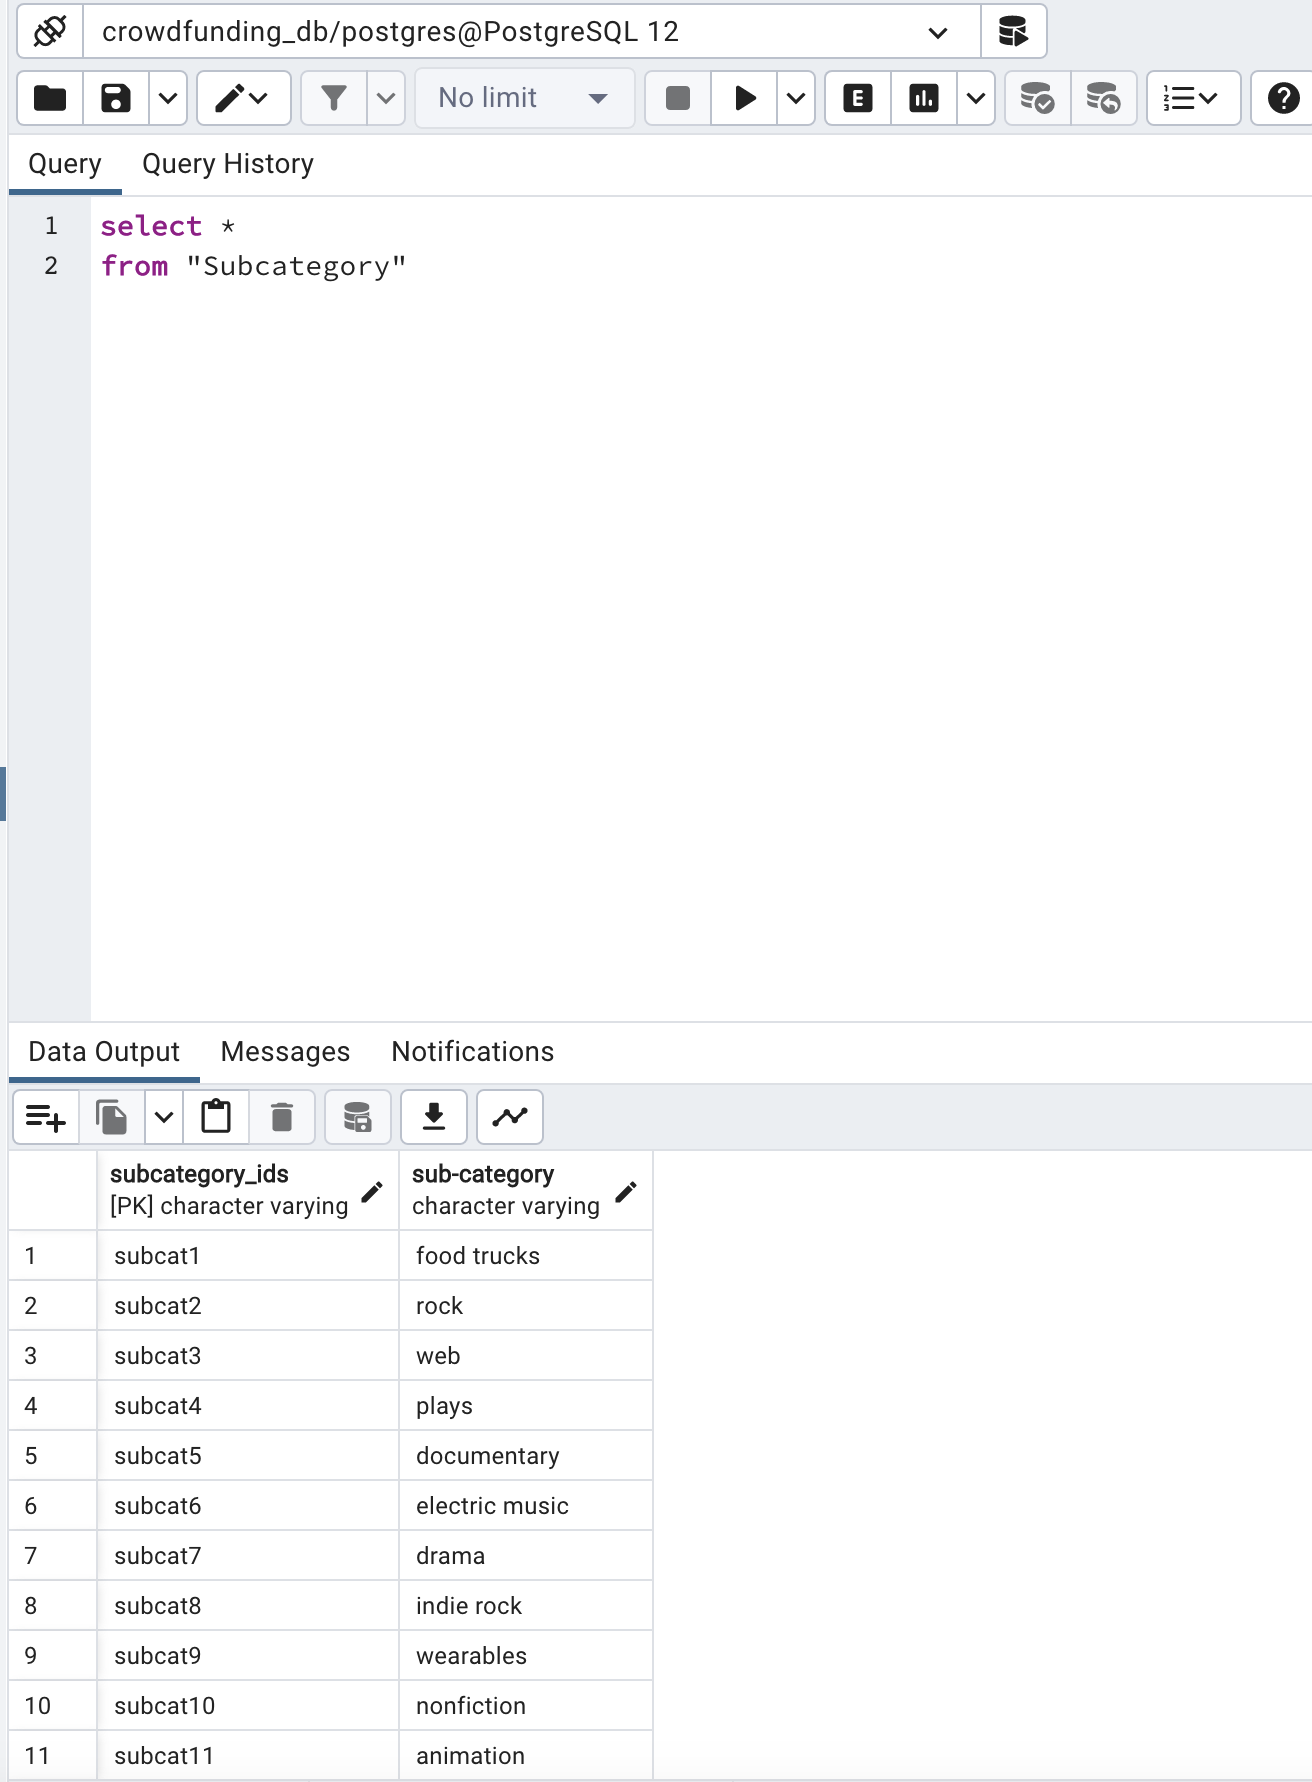 crowdfunding_db/postgres@PostgreSQL 12
No limit
E
Query Query History
1 select *
2 from "Subcategory"
Data Output Messages Notifications
subcategory_ids sub-category
[PK] character varying character varying
1 subcat1 food trucks
2 subcat2 rock
3 subcat3 web
4 subcat4 plays
5 subcat5 documentary
6 subcat6 electric music
7 subcat7 drama
8 subcat8 indie rock
9 subcat9 wearables
10 subcat10 nonfiction
11 subcat11 animation